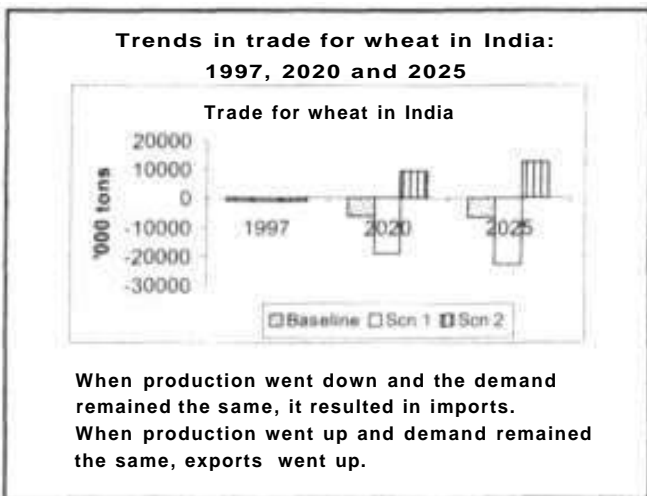 Trends in trade for wheat in India:
1997, 2020 and 2025
Trade for wheat in India
20000
10000
0
-10000
-20000
-30000
'000 tons
1997
2020
2025
Baseline Scn 1 Scn 2
When production went down and the demand
remained the same, it resulted in imports.
When production went up and demand remained
the same, exports went up.